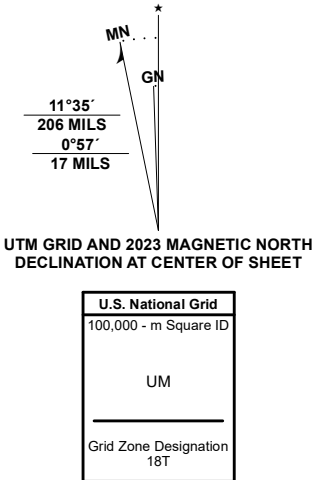 ★
MN
GN
11°35´
206 MILS
0°57´
17 MILS
UTM GRID AND 2023 MAGNETIC NORTH
DECLINATION AT CENTER OF SHEET
U.S. National Grid
100,000 - m Square ID
UM
Grid Zone Designation
18T